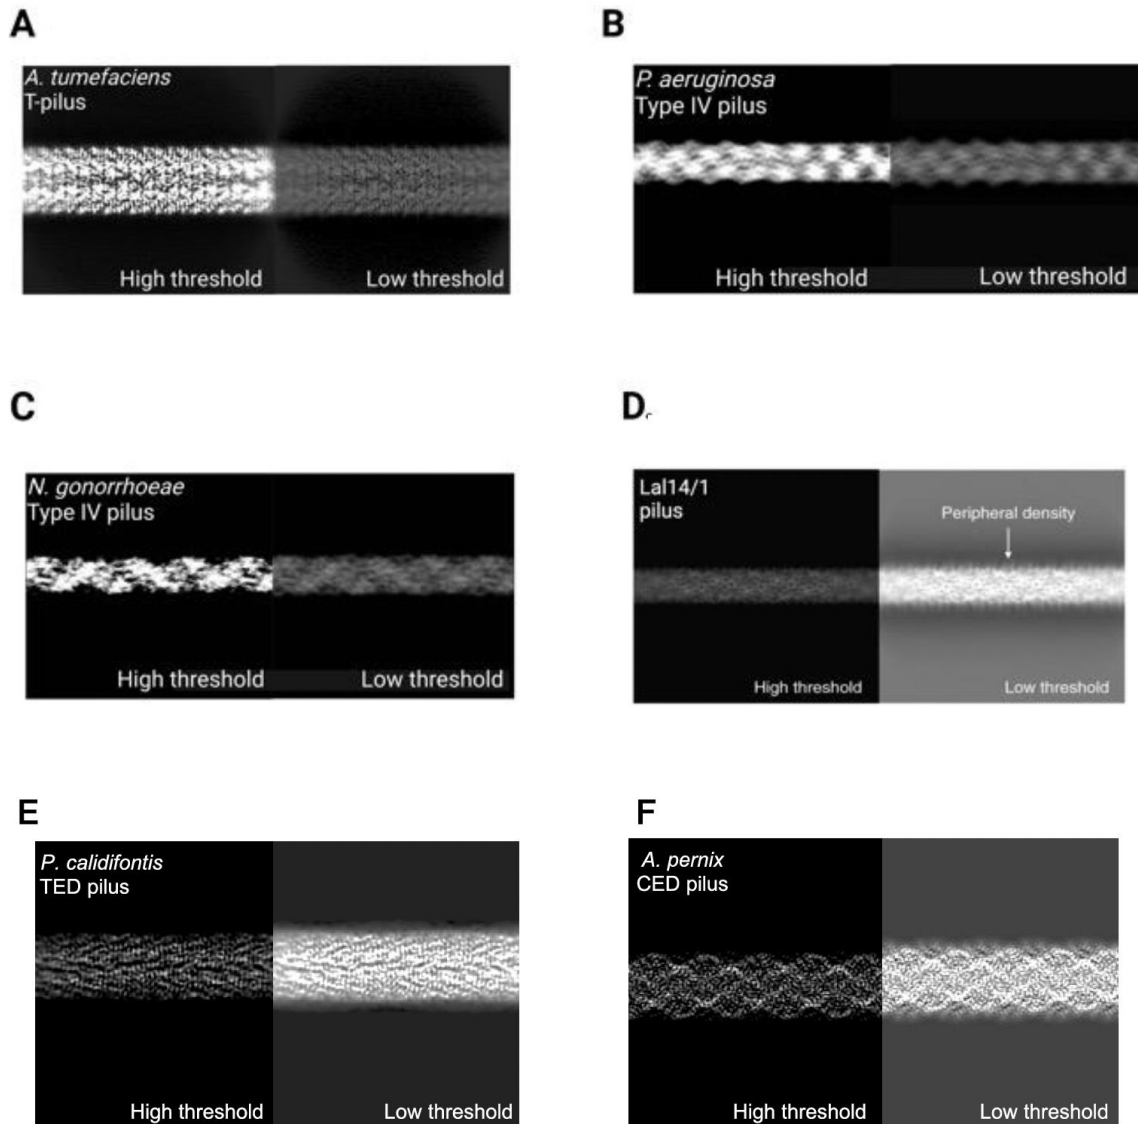 A
A. tumefaciens
T-pilus
High threshold
Low threshold
B
P. aeruginosa
Type IV pilus
High threshold
Low threshold
C
N. gonorrhoeae
Type IV pilus
High threshold
Low threshold
D
Lal14/1
pilus
Peripheral density
High threshold
Low threshold
E
P. calidifontis
TED pilus
High threshold
Low threshold
F
A. pernix
CED pilus
High threshold
Low threshold